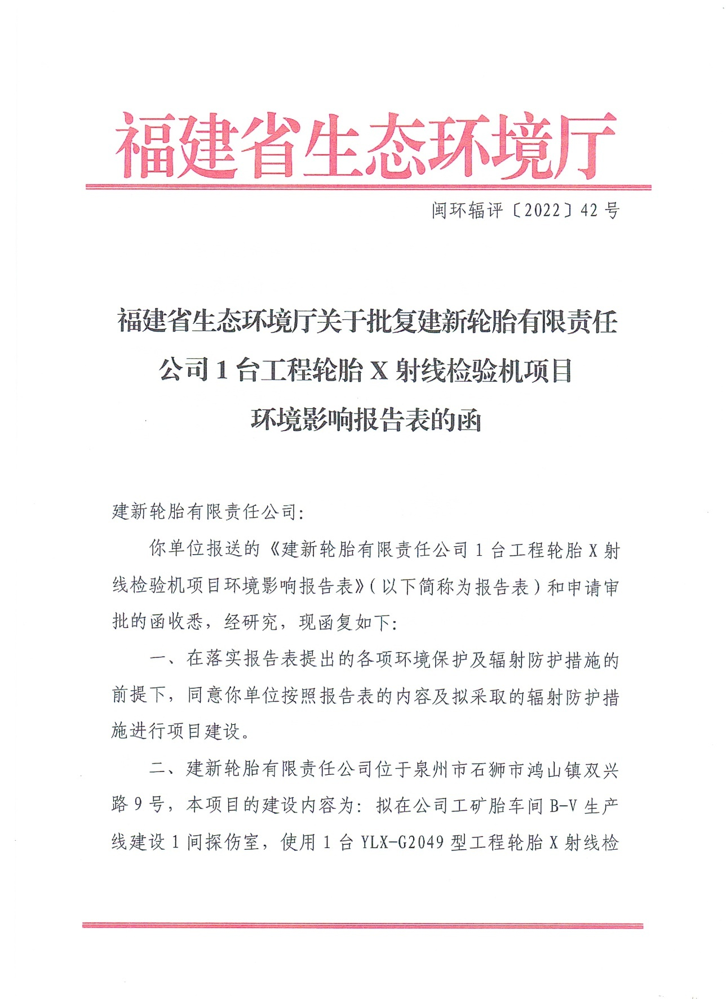 福建省生态环境厅
闽环辐评〔2022〕42号
福建省生态环境厅关于批复建新轮胎有限责任
公司1台工程轮胎X射线检验机项目
环境影响报告表的函
建新轮胎有限责任公司：
你单位报送的《建新轮胎有限责任公司1台工程轮胎X射
线检验机项目环境影响报告表》（以下简称为报告表）和申请审
批的函收悉，经研究，现函复如下：
一、在落实报告表提出的各项环境保护及辐射防护措施的
前提下，同意你单位按照报告表的内容及拟采取的辐射防护措
施进行项目建设。
二、建新轮胎有限责任公司位于泉州市石狮市鸿山镇双兴
路9号，本项目的建设内容为：拟在公司工矿胎车间B-V生产
线建设1间探伤室，使用1台YLX-G2049型工程轮胎X射线检